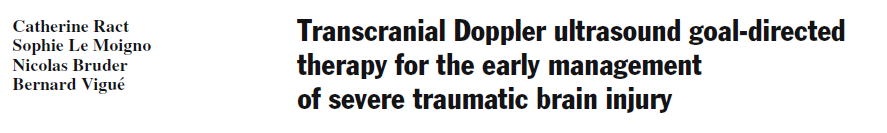 Catherine Ract
Sophie Le Moigno
Nicolas Bruder
Bernard Vigué
Transcranial Doppler ultrasound goal-directed
therapy for the early management
of severe traumatic brain injury